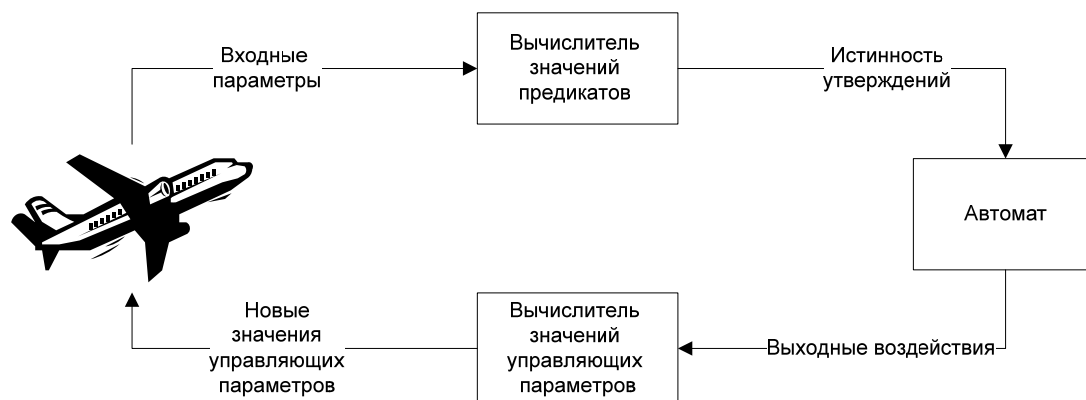 Входные
параметры
Вычислитель
значений
предикатов
Истинность
утверждений
Автомат
Новые
значения
управляющих
параметров
Вычислитель
значений
управляющих
параметров
Выходные воздействия